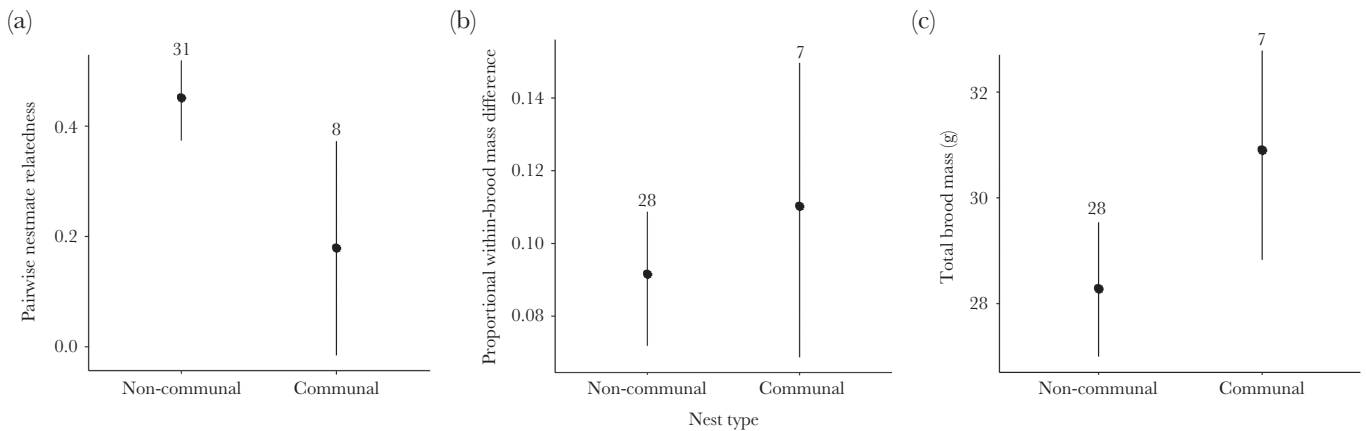 (a)
Pairwise nestmate relatedness
0.4
0.2
0.0
31
8
Non-communal
Communal
(b)
Proportional within-brood mass difference
0.14
0.12
0.10
0.08
28
7
Non-communal
Communal
Nest type
(c)
Total brood mass (g)
32
30
28
28
7
Non-communal
Communal